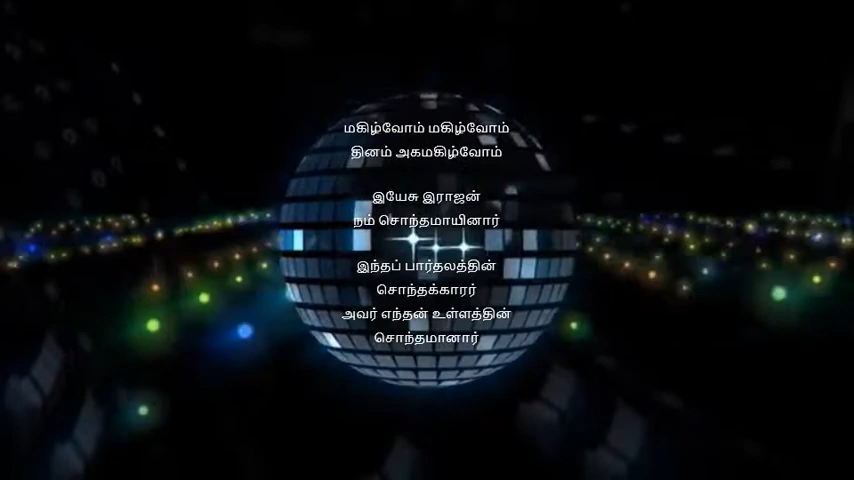 மகிழ்வோம் மகிழ்வோம்
தினம் அகமகிழ்வோம்
இயேசு இராஜன்
நம் சொந்தமாயினார்
இந்தப் பார்தலத்தின்
சொந்தக்காரர்
அவர் எந்தன் உள்ளத்தின்
சொந்தமானார்